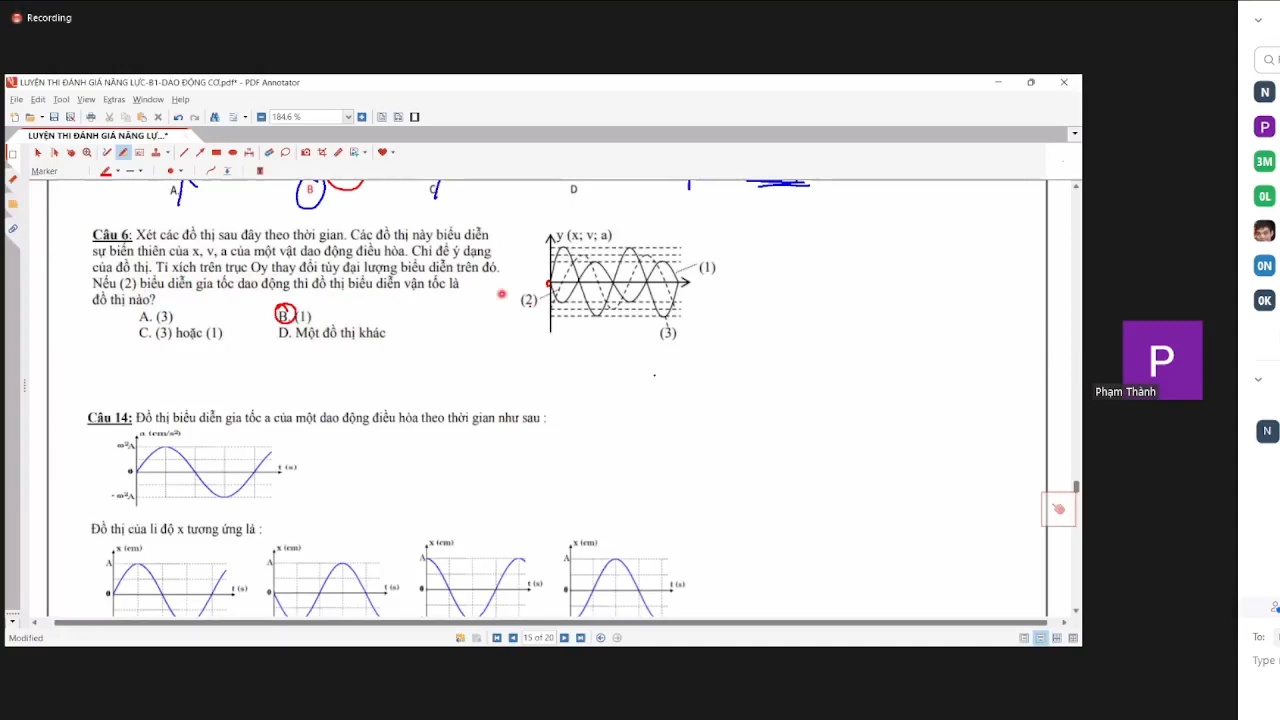 Recording
LUYỆN THI ĐÁNH GIÁ NĂNG LỰC-B1-DAO ĐỘNG CƠ.pdf* - PDF Annotator
File Edit Tool View Extras Window Help
184.6 %
LUYỆN THI ĐÁNH GIÁ NĂNG LỰ...*
Marker
A. B C D
Câu 6: Xét các đồ thị sau đây theo thời gian. Các đồ thị này biểu diễn
sự biến thiên của x, v, a của một vật dao động điều hòa. Chỉ để ý dạng
của đồ thị. Tỉ xích trên trục Oy thay đổi tùy đại lượng biểu diễn trên đó.
Nếu (2) biểu diễn gia tốc dao động thì đồ thị biểu diễn vận tốc là
đồ thị nào?
A. (3) B. (1)
C. (3) hoặc (1) D. Một đồ thị khác
y (x; v; a)
(1)
(2)
(3)
Câu 14: Đồ thị biểu diễn gia tốc a của một dao động điều hòa theo thời gian như sau :
a (cm/s²)
ω²A
0
t (s)
- ω²A
Đồ thị của li độ x tương ứng là :
x (cm) x (cm) x (cm) x (cm)
A A A A
0 t (s) 0 t (s) 0 t (s) 0 t (s)
Modified
15 of 20
N
P
3M
0L
0N
0K
P
Phạm Thành
N
To:
Type